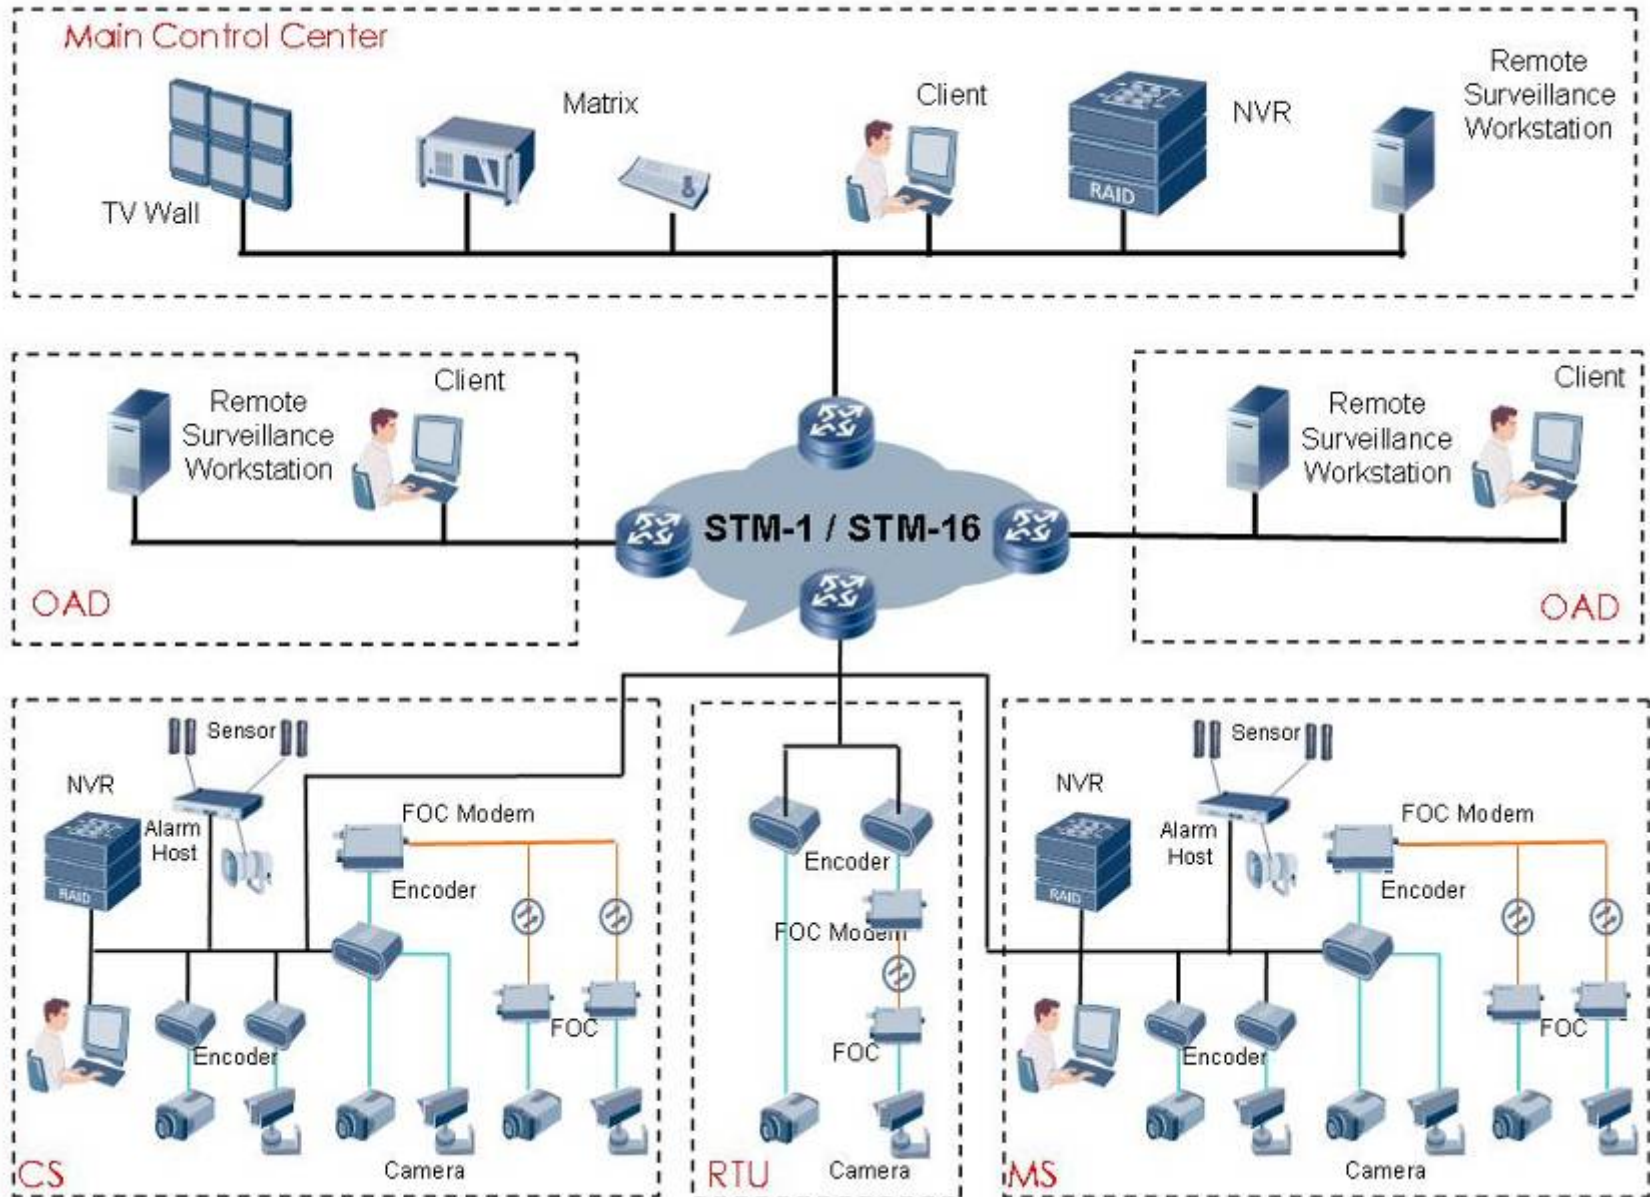 Main Control Center
TV Wall
Matrix
Client
NVR
RAID
Remote
Surveillance
Workstation
Remote
Surveillance
Workstation
Client
OAD
STM-1 / STM-16
Remote
Surveillance
Workstation
Client
OAD
Sensor
NVR
RAID
Alarm
Host
FOC Modem
Encoder
Encoder
FOC
Camera
CS
Encoder
FOC Modem
FOC
Camera
RTU
Sensor
NVR
RAID
Alarm
Host
FOC Modem
Encoder
Encoder
FOC
Camera
MS